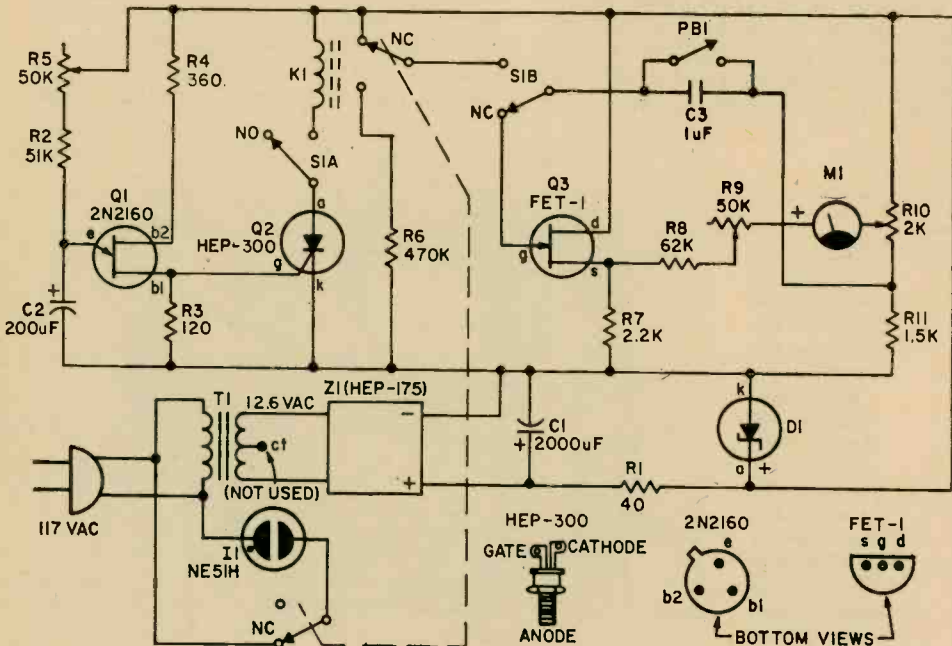 R5
50K
R4
360
K1
NC
S1B
PB1
C3
1uF
NC
R2
51K
NO
S1A
Q1
2N2160
e
b2
b1
Q2
HEP-300
a
g
k
R6
470K
Q3
FET-1
d
g
s
R8
62K
R9
50K
+
M1
R10
2K
+
C2
200uF
R3
120
R7
2.2K
R11
1.5K
T1
12.6 VAC
Z1(HEP-175)
-
+
ct
(NOT USED)
C1
+
2000uF
R1
40
k
D1
a
+
117 VAC
I1
NE51H
NC
HEP-300
GATE
CATHODE
ANODE
2N2160
e
b2
b1
FET-1
s g d
BOTTOM VIEWS